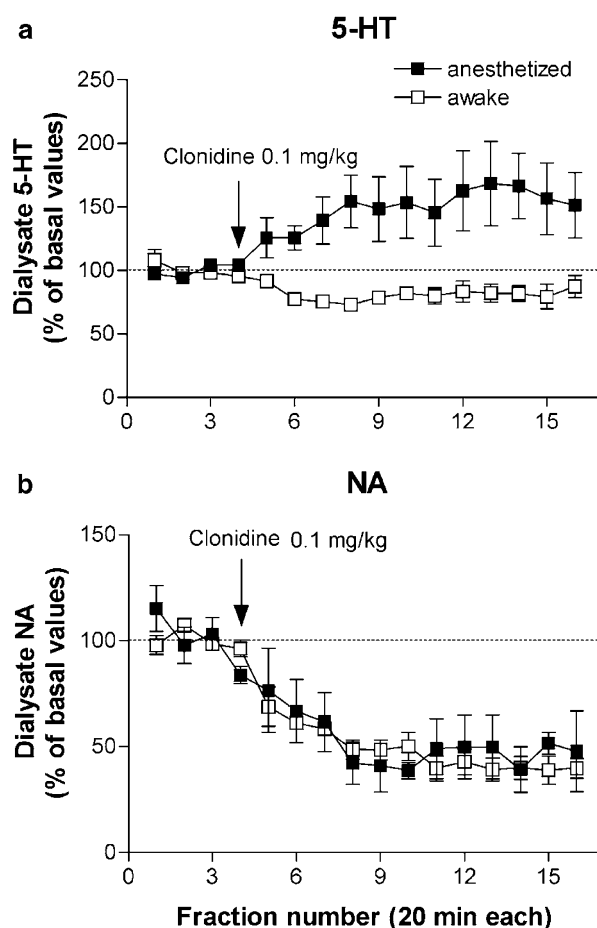 a
5-HT
anesthetized
awake
Clonidine 0.1 mg/kg
Dialysate 5-HT
(% of basal values)
250
200
150
100
50
0
0 3 6 9 12 15
b
NA
Clonidine 0.1 mg/kg
Dialysate NA
(% of basal values)
150
100
50
0
0 3 6 9 12 15
Fraction number (20 min each)